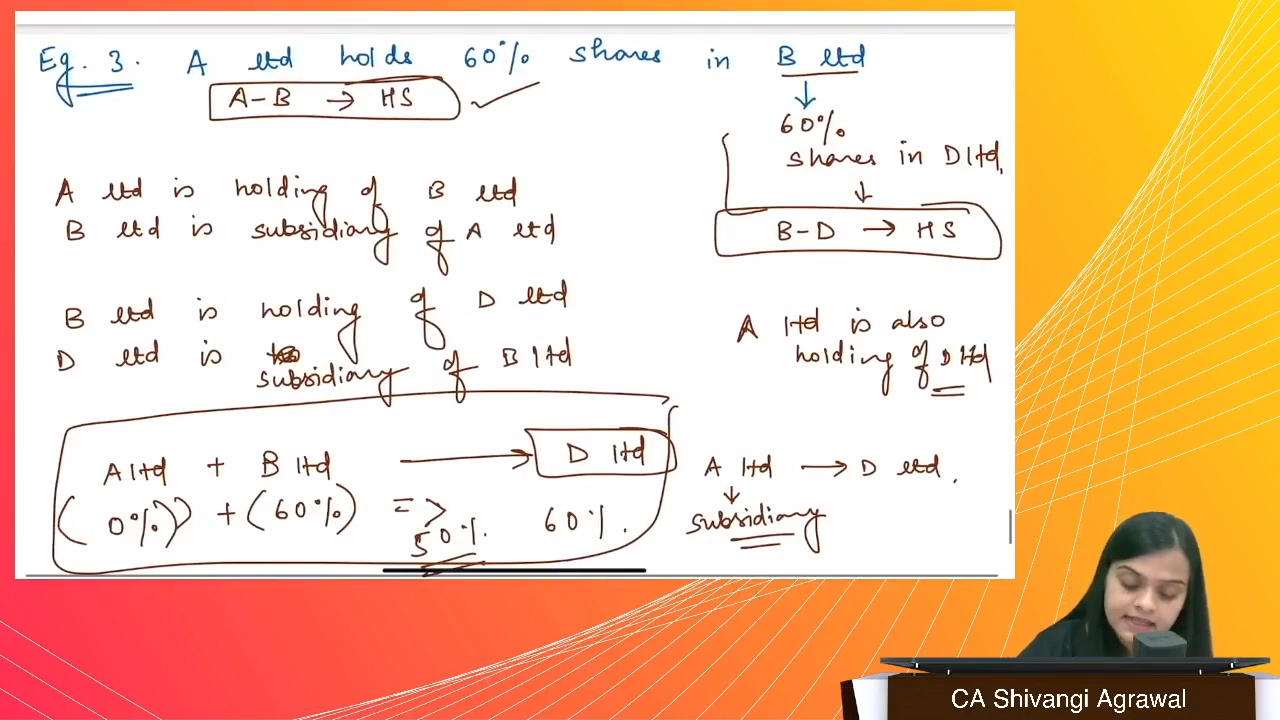 Eg. 3. A ltd holds 60% shares in B ltd
A-B → HS
↓
60%
shares in D ltd.
↓
B-D → HS
A ltd is holding of B ltd
B ltd is subsidiary of A ltd
B ltd is holding of D ltd
D ltd is subsidiary of B ltd
A ltd is also
holding of D ltd
A ltd + B ltd → D ltd
(0%) + (60%) => 60%.
50%.
A ltd → D ltd.
↓
subsidiary
CA Shivangi Agrawal